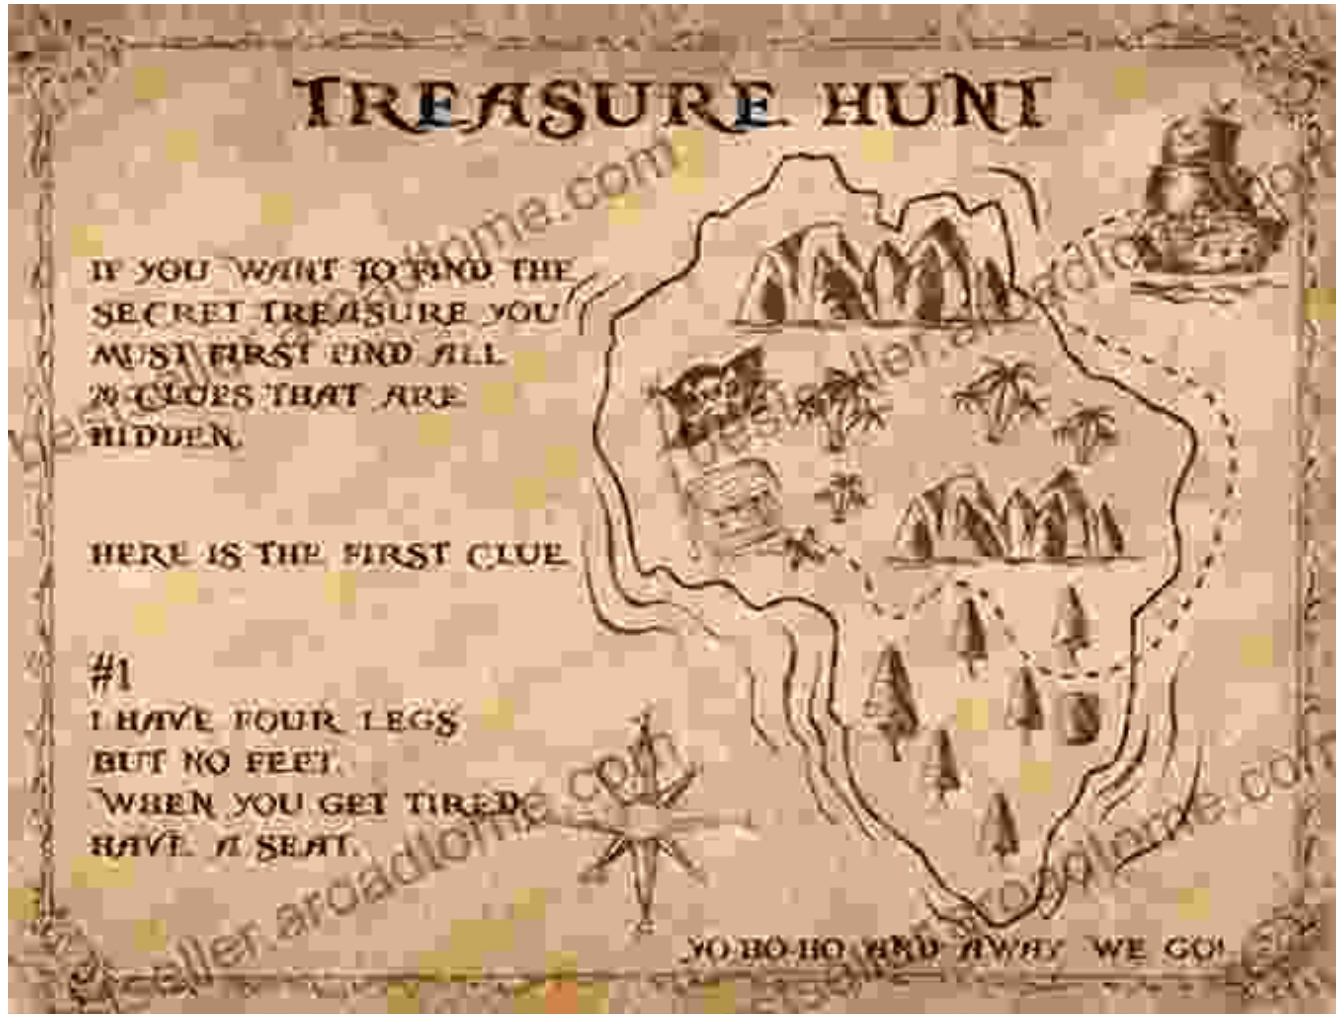 TREASURE HUNT
IF YOU WANT TO FIND THE
SECRET TREASURE YOU
MUST FIRST FIND ALL
20 CLUES THAT ARE
HIDDEN.
HERE IS THE FIRST CLUE
#1
I HAVE FOUR LEGS
BUT NO FEET.
WHEN YOU GET TIRED
HAVE A SEAT.
YO-HO-HO AND AWAY WE GO!